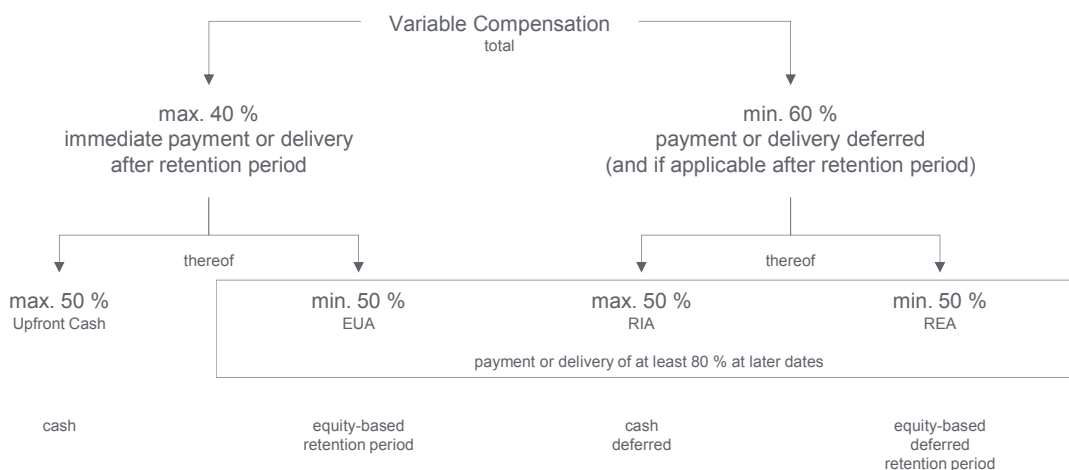 Variable Compensation
total
max. 40 %
immediate payment or delivery
after retention period
min. 60 %
payment or delivery deferred
(and if applicable after retention period)
thereof
thereof
max. 50 %
Upfront Cash
min. 50 %
EUA
max. 50 %
RIA
min. 50 %
REA
payment or delivery of at least 80 % at later dates
cash
equity-based
retention period
cash
deferred
equity-based
deferred
retention period